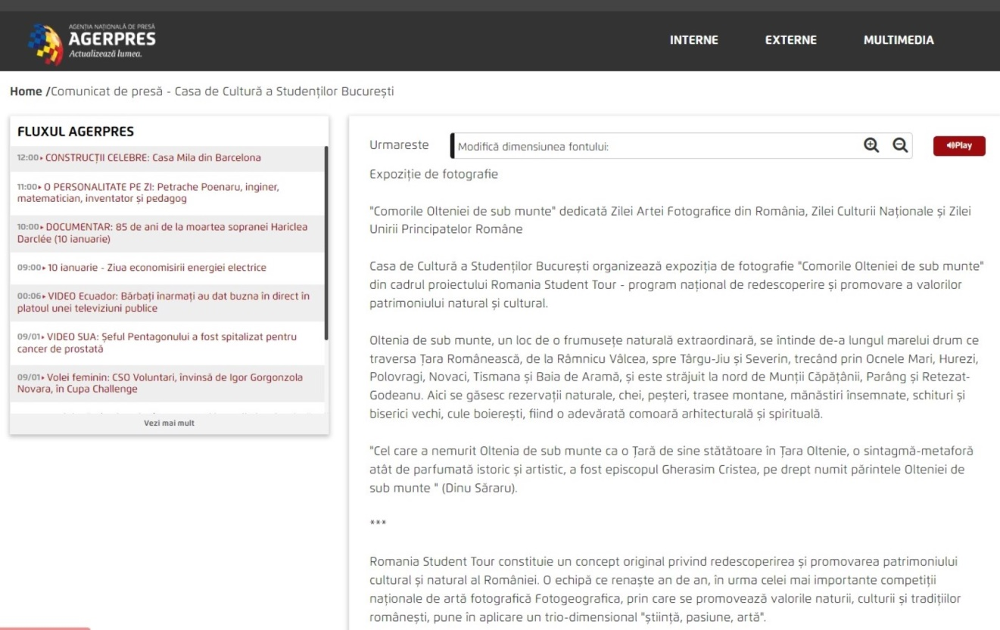 AGENȚIA NAȚIONALĂ DE PRESĂ
AGERPRES
Actualizează lumea.
INTERNE
EXTERNE
MULTIMEDIA
Home /Comunicat de presă - Casa de Cultură a Studenților București
FLUXUL AGERPRES
12:00 CONSTRUCȚII CELEBRE: Casa Mila din Barcelona
11:00 O PERSONALITATE PE ZI: Petrache Poenaru, inginer,
matematician, inventator și pedagog
10:00 DOCUMENTAR: 85 de ani de la moartea sopranei Hariclea
Darclée (10 ianuarie)
09:00 10 ianuarie - Ziua economisirii energiei electrice
00:06 VIDEO Ecuador: Bărbați înarmați au dat buzna în direct în
platoul unei televiziuni publice
09/01 VIDEO SUA: Șeful Pentagonului a fost spitalizat pentru
cancer de prostată
09/01 Volei feminin: CSO Voluntari, învinsă de Igor Gorgonzola
Novara, în Cupa Challenge
Vezi mai mult
Urmareste
Modifică dimensiunea fontului:
Play
Expoziție de fotografie
"Comorile Olteniei de sub munte" dedicată Zilei Artei Fotografice din România, Zilei Culturii Naționale și Zilei
Unirii Principatelor Române
Casa de Cultură a Studenților București organizează expoziția de fotografie "Comorile Olteniei de sub munte"
din cadrul proiectului Romania Student Tour - program național de redescoperire și promovare a valorilor
patrimoniului natural și cultural.
Oltenia de sub munte, un loc de o frumusețe naturală extraordinară, se întinde de-a lungul marelui drum ce
traversa Țara Românească, de la Râmnicu Vâlcea, spre Târgu-Jiu și Severin, trecând prin Ocnele Mari, Hurezi,
Polovragi, Novaci, Tismana și Baia de Aramă, și este străjuit la nord de Munții Căpățânii, Parâng și Retezat-
Godeanu. Aici se găsesc rezervații naturale, chei, peșteri, trasee montane, mănăstiri însemnate, schituri și
biserici vechi, cule boierești, fiind o adevărată comoară arhitecturală și spirituală.
"Cel care a nemurit Oltenia de sub munte ca o Țară de sine stătătoare în Țara Oltenie, o sintagmă-metaforă
atât de parfumată istoric și artistic, a fost episcopul Gherasim Cristea, pe drept numit părintele Olteniei de
sub munte " (Dinu Săraru).
***
Romania Student Tour constituie un concept original privind redescoperirea și promovarea patrimoniului
cultural și natural al României. O echipă ce renaște an de an, în urma celei mai importante competiții
naționale de artă fotografică Fotogeografica, prin care se promovează valorile naturii, culturii și tradițiilor
românești, pune în aplicare un trio-dimensional "știință, pasiune, artă".